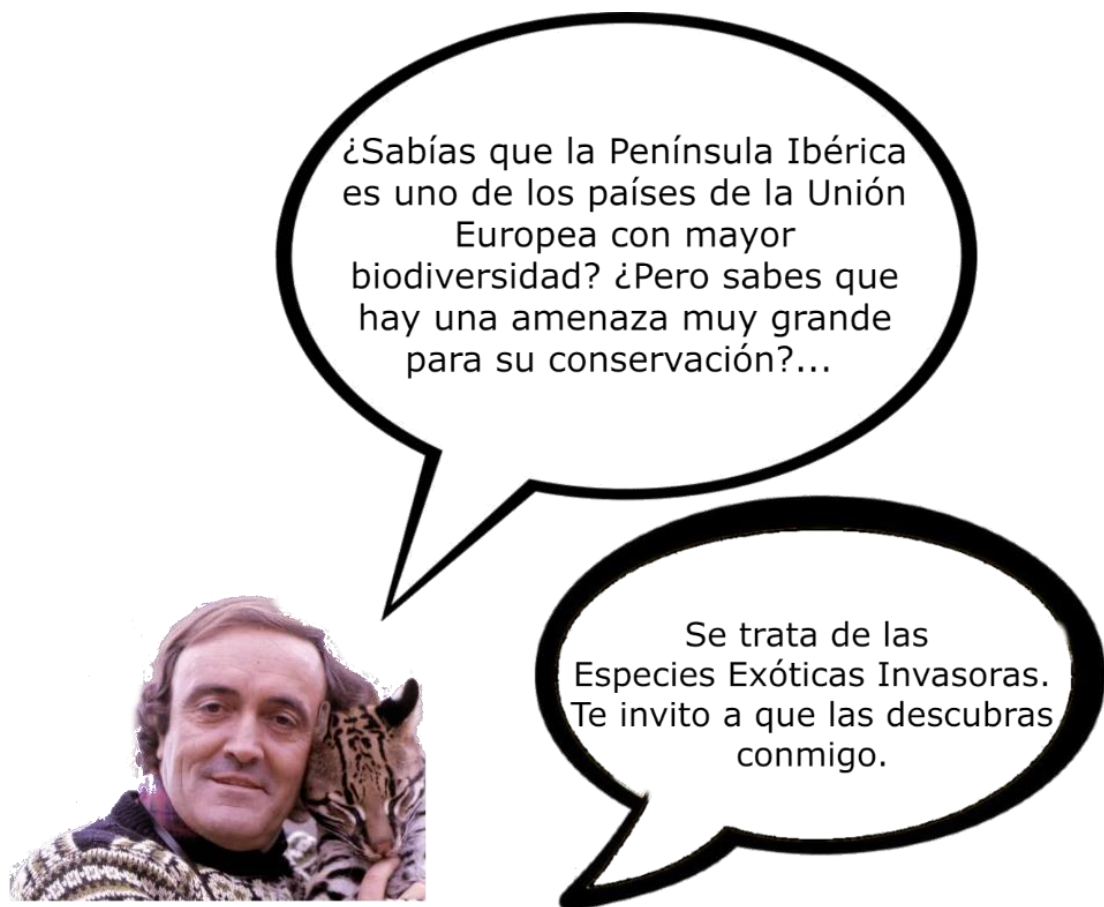 ¿Sabías que la Península Ibérica
es uno de los países de la Unión
Europea con mayor
biodiversidad? ¿Pero sabes que
hay una amenaza muy grande
para su conservación?...
Se trata de las
Especies Exóticas Invasoras.
Te invito a que las descubras
conmigo.